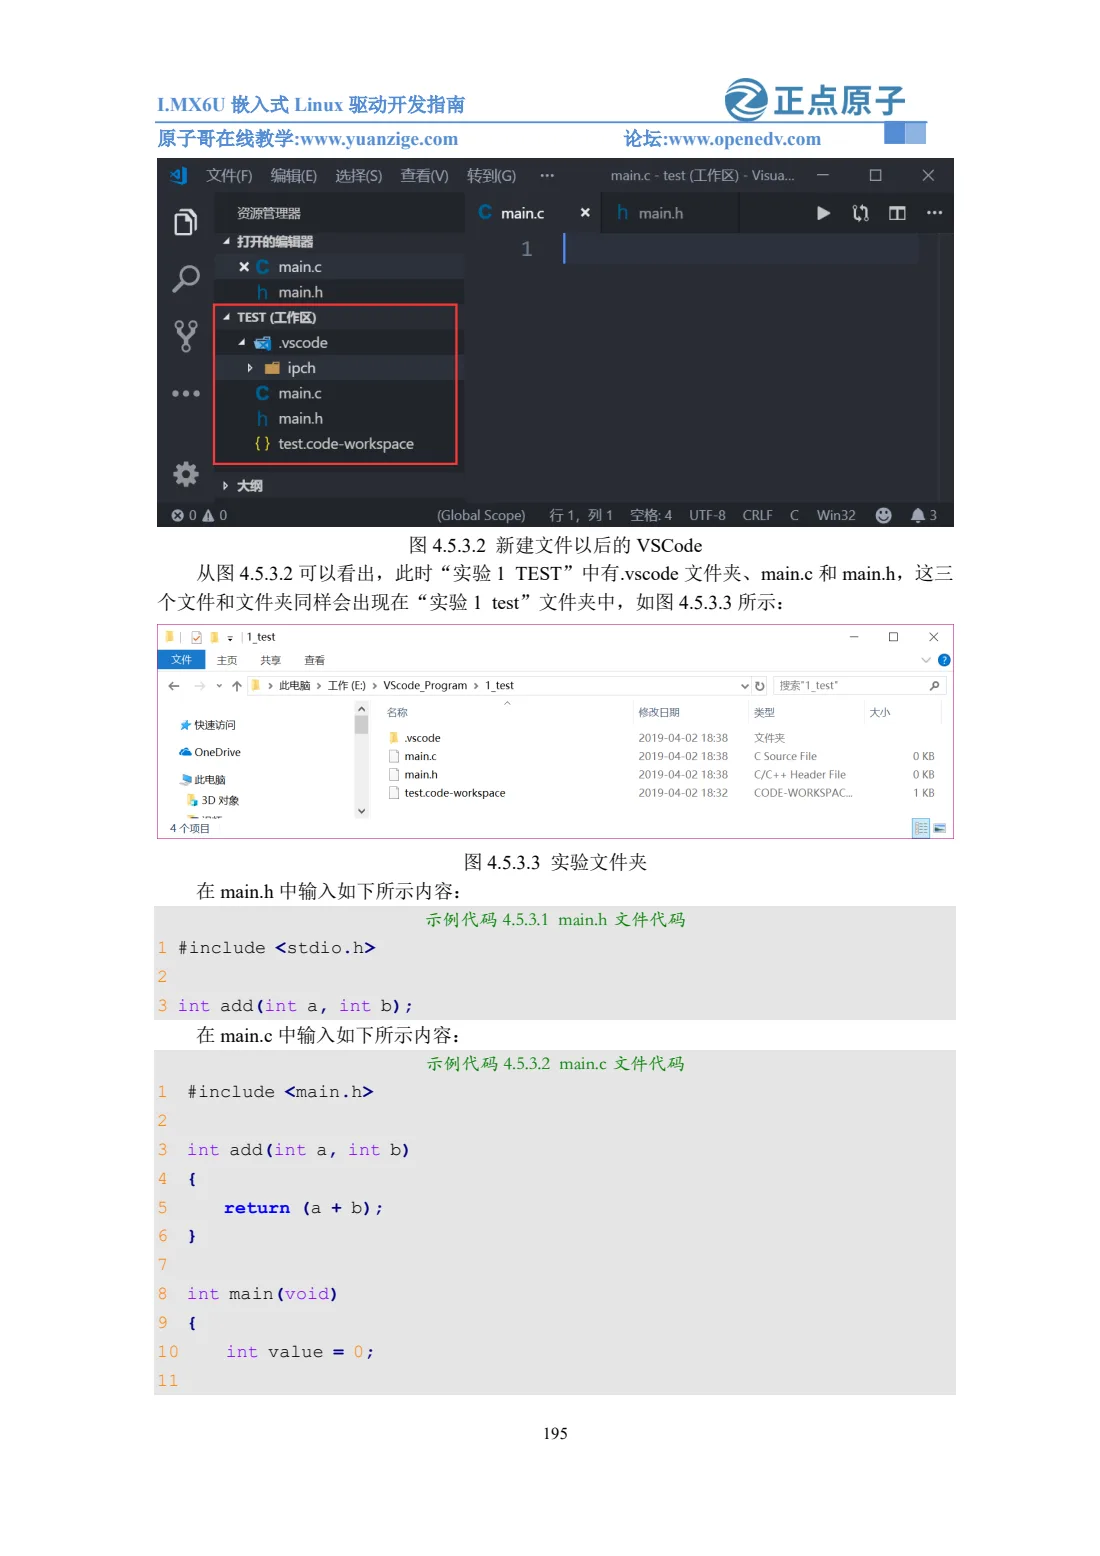 I.MX6U 嵌入式 Linux 驱动开发指南
正点原子
原子哥在线教学:www.yuanzige.com 论坛:www.openedv.com
文件(F) 编辑(E) 选择(S) 查看(V) 转到(G) ··· main.c - test (工作区) - Visua...
资源管理器
C main.c × h main.h
打开的编辑器
1
× C main.c
h main.h
TEST (工作区)
.vscode
ipch
C main.c
h main.h
{} test.code-workspace
大纲
0 0 (Global Scope) 行 1，列 1 空格: 4 UTF-8 CRLF C Win32 3
图 4.5.3.2 新建文件以后的 VSCode
从图 4.5.3.2 可以看出，此时“实验 1 TEST”中有.vscode 文件夹、main.c 和 main.h，这三
个文件和文件夹同样会出现在“实验 1 test”文件夹中，如图 4.5.3.3 所示：
1_test
文件 主页 共享 查看
此电脑 › 工作 (E:) › VScode_Program › 1_test 搜索"1_test"
名称 修改日期 类型 大小
快速访问
OneDrive
此电脑
3D 对象
.vscode 2019-04-02 18:38 文件夹
main.c 2019-04-02 18:38 C Source File 0 KB
main.h 2019-04-02 18:38 C/C++ Header File 0 KB
test.code-workspace 2019-04-02 18:32 CODE-WORKSPAC... 1 KB
4 个项目
图 4.5.3.3 实验文件夹
在 main.h 中输入如下所示内容：
示例代码 4.5.3.1 main.h 文件代码
1 #include <stdio.h>
2
3 int add(int a, int b);
在 main.c 中输入如下所示内容：
示例代码 4.5.3.2 main.c 文件代码
1 #include <main.h>
2
3 int add(int a, int b)
4 {
5 return (a + b);
6 }
7
8 int main(void)
9 {
10 int value = 0;
11
195